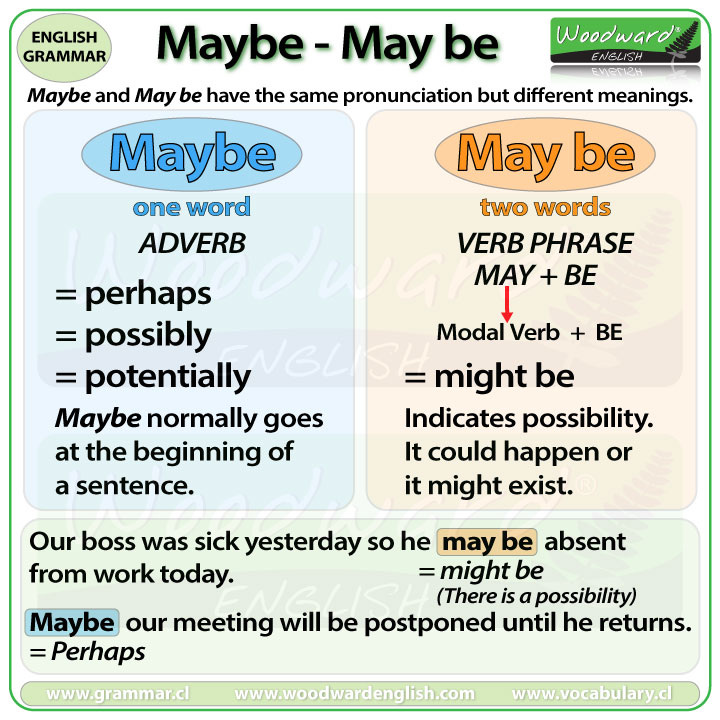 ENGLISH
GRAMMAR
Maybe - May be
Woodward®
ENGLISH
Maybe and May be have the same pronunciation but different meanings.
Maybe
one word
ADVERB
= perhaps
= possibly
= potentially
Maybe normally goes
at the beginning of
a sentence.
May be
two words
VERB PHRASE
MAY + BE
Modal Verb + BE
= might be
Indicates possibility.
It could happen or
it might exist.
Woodward
ENGLISH
Woodward®
ENGLISH
Our boss was sick yesterday so he may be absent
from work today.
= might be
(There is a possibility)
Maybe our meeting will be postponed until he returns.
= Perhaps
www.grammar.cl www.woodwardenglish.com www.vocabulary.cl